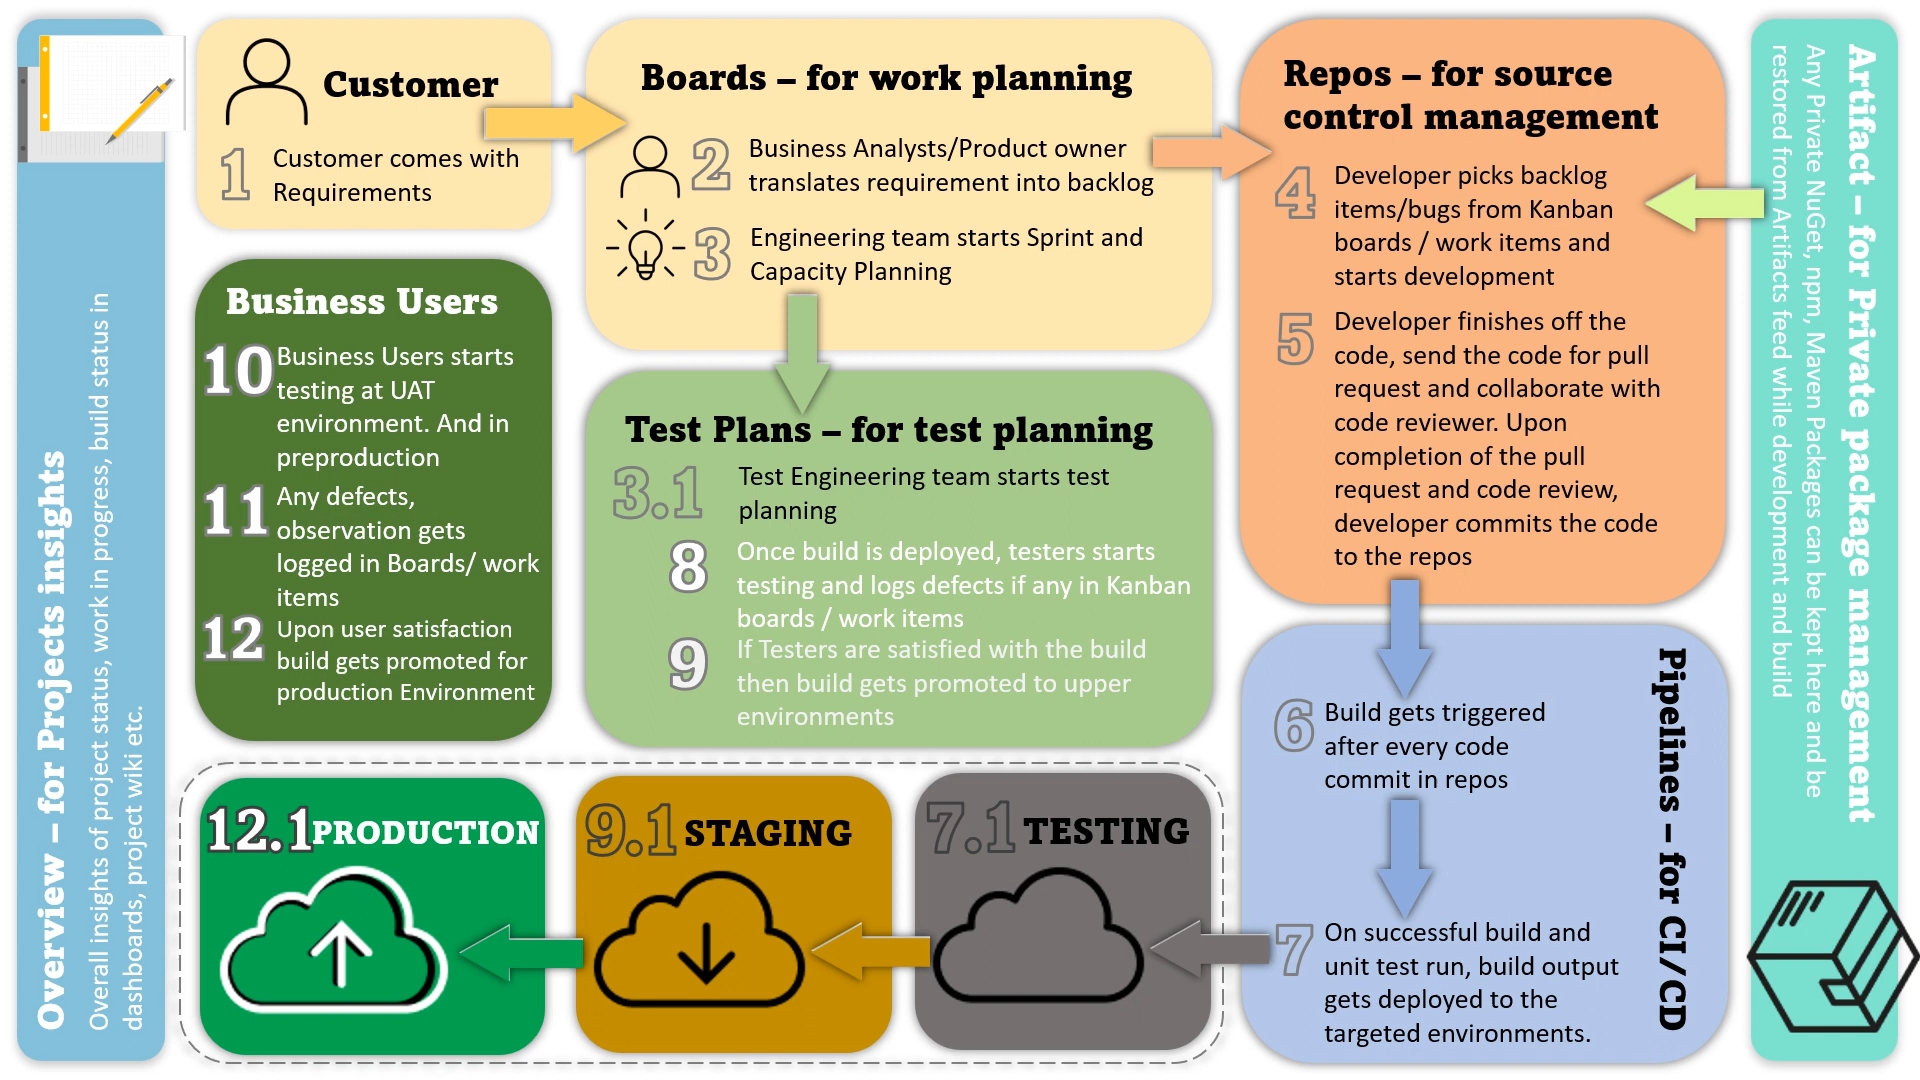 Overview – for Projects insights
Overall insights of project status, work in progress, build status in
dashboards, project wiki etc.
Customer
1
Customer comes with
Requirements
Boards – for work planning
2
Business Analysts/Product owner
translates requirement into backlog
3
Engineering team starts Sprint and
Capacity Planning
Repos – for source
control management
4
Developer picks backlog
items/bugs from Kanban
boards / work items and
starts development
5
Developer finishes off the
code, send the code for pull
request and collaborate with
code reviewer. Upon
completion of the pull
request and code review,
developer commits the code
to the repos
Artifact – for Private package management
Any Private NuGet, npm, Maven Packages can be kept here and be
restored from Artifacts feed while development and build
Business Users
10
Business Users starts
testing at UAT
environment. And in
preproduction
11
Any defects,
observation gets
logged in Boards/ work
items
12
Upon user satisfaction
build gets promoted for
production Environment
Test Plans – for test planning
3.1
Test Engineering team starts test
planning
8
Once build is deployed, testers starts
testing and logs defects if any in Kanban
boards / work items
9
If Testers are satisfied with the build
then build gets promoted to upper
environments
Pipelines – for CI/CD
6
Build gets triggered
after every code
commit in repos
7
On successful build and
unit test run, build output
gets deployed to the
targeted environments.
12.1 PRODUCTION
9.1 STAGING
7.1 TESTING